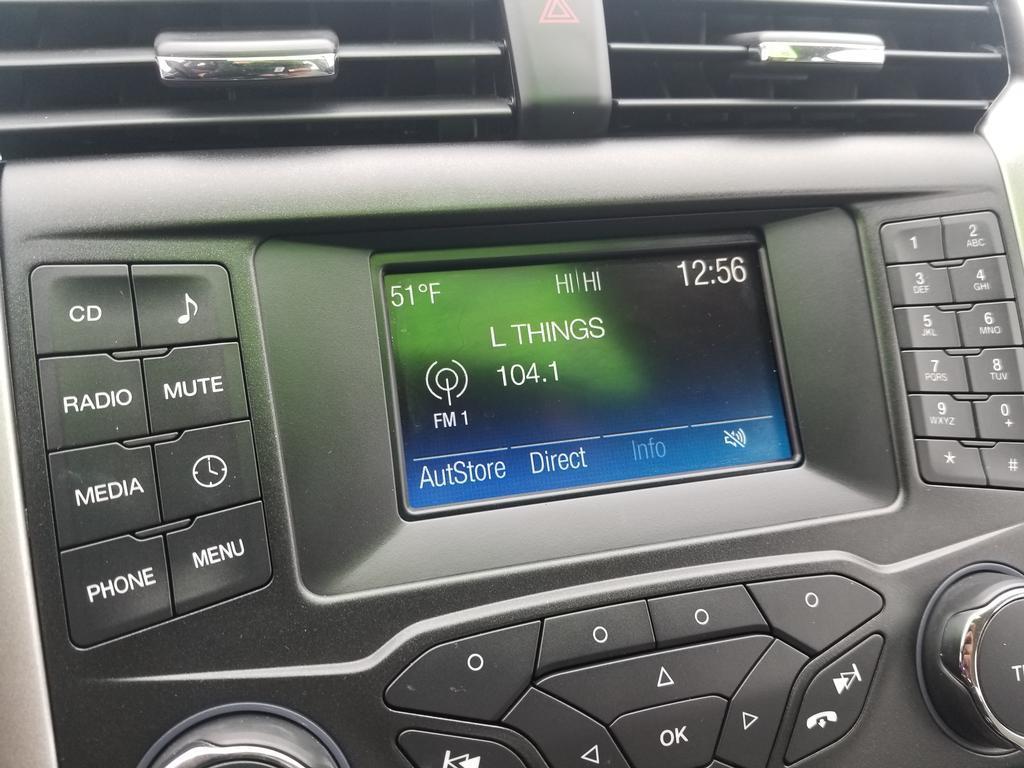 51°F HI|HI 12:56
L THINGS
104.1
FM 1
AutStore Direct Info
CD
RADIO MUTE
MEDIA
PHONE MENU
1 2 ABC
3 DEF 4 GHI
5 JKL 6 MNO
7 PQRS 8 TUV
9 WXYZ 0 +
* #
OK